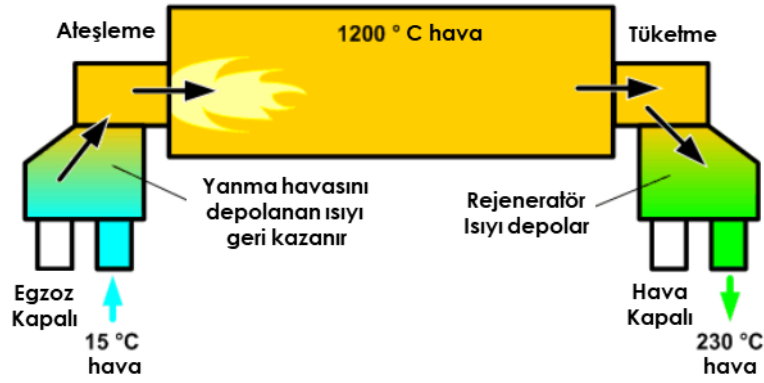 Ateşleme
1200 ° C hava
Tüketme
Yanma havasını
depolanan ısıyı
geri kazanır
Rejeneratör
Isıyı depolar
Egzoz
Kapalı
15 °C
hava
Hava
Kapalı
230 °C
hava